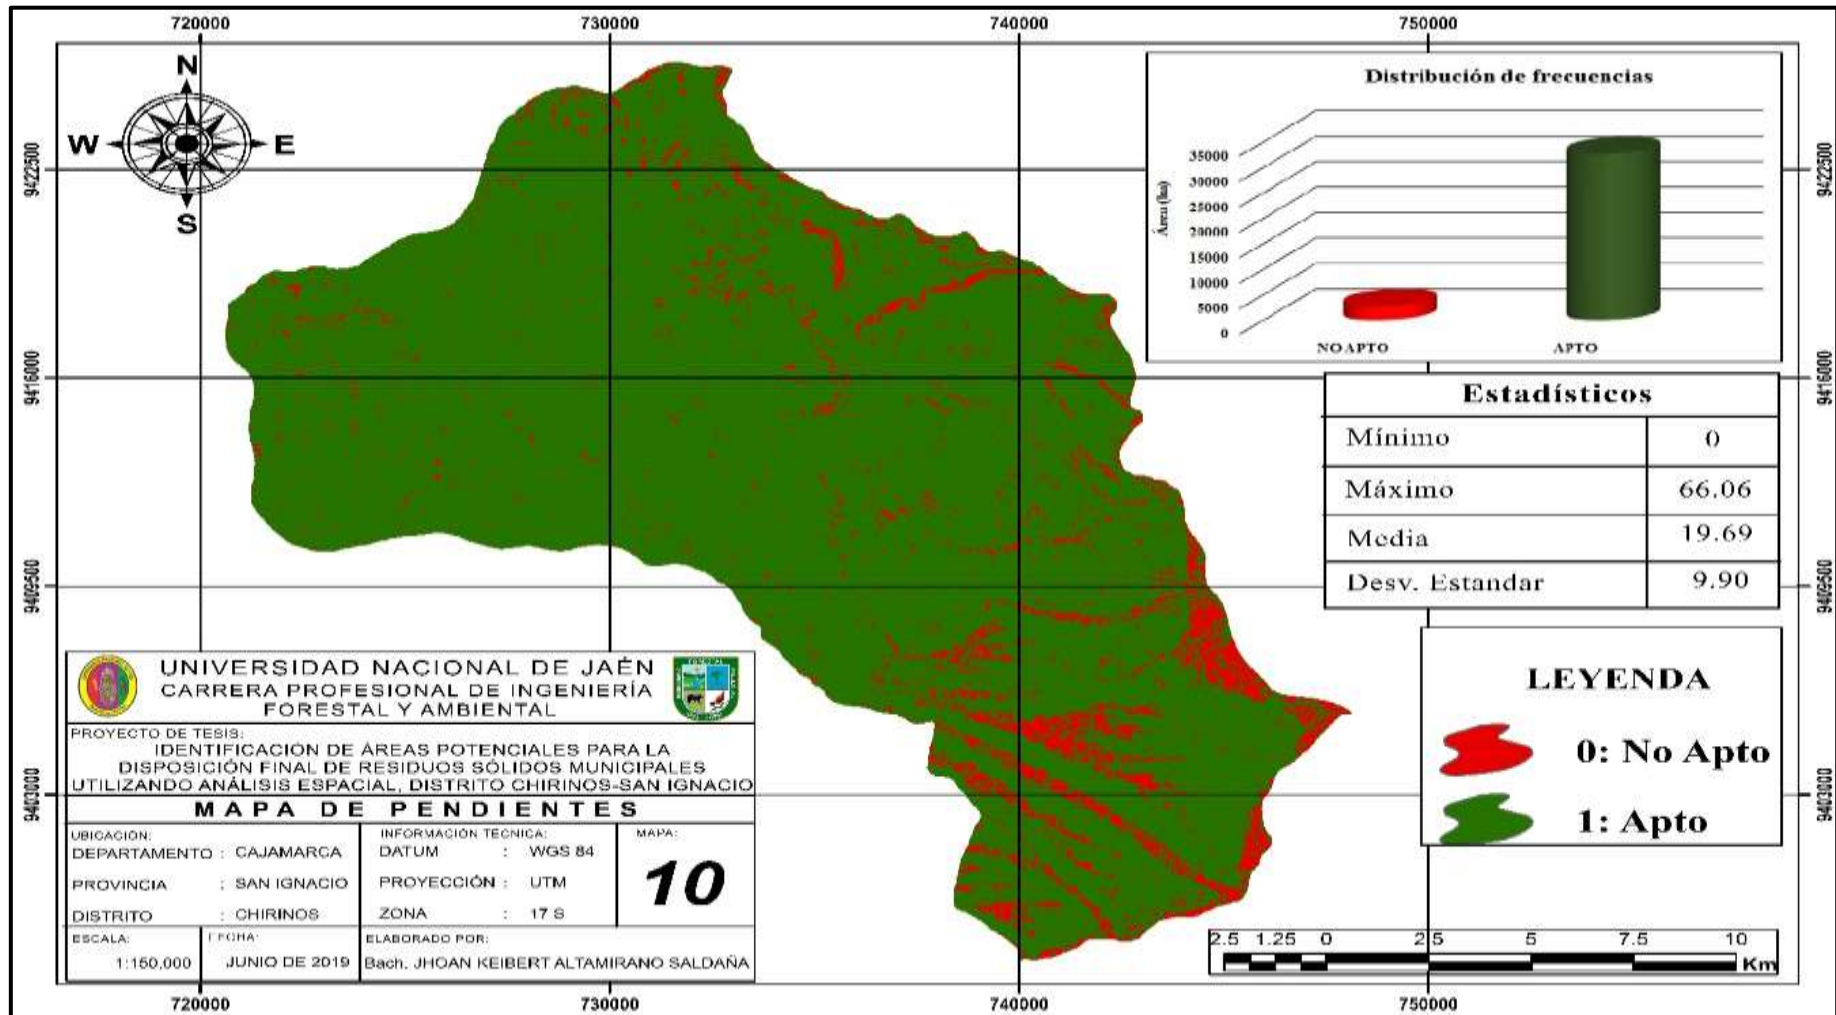 720000
730000
740000
750000
N
W
E
S
9422500
9416000
9409500
9403000
9422500
9416000
9409500
9403000
Distribución de frecuencias
Área (ha)
35000
30000
25000
20000
15000
10000
5000
0
NO APTO
APTO
Estadísticos
Mínimo 0
Máximo 66.06
Media 19.69
Desv. Estandar 9.90
LEYENDA
0: No Apto
1: Apto
UNIVERSIDAD NACIONAL DE JAÉN
CARRERA PROFESIONAL DE INGENIERÍA
FORESTAL Y AMBIENTAL
PROYECTO DE TESIS:
IDENTIFICACIÓN DE ÁREAS POTENCIALES PARA LA
DISPOSICIÓN FINAL DE RESIDUOS SÓLIDOS MUNICIPALES
UTILIZANDO ANÁLISIS ESPACIAL, DISTRITO CHIRINOS-SAN IGNACIO
MAPA DE PENDIENTES
UBICACIÓN:
DEPARTAMENTO : CAJAMARCA
PROVINCIA : SAN IGNACIO
DISTRITO : CHIRINOS
INFORMACIÓN TÉCNICA:
DATUM : WGS 84
PROYECCIÓN : UTM
ZONA : 17 S
MAPA:
10
ESCALA:
1:150,000
FECHA:
JUNIO DE 2019
ELABORADO POR:
Bach. JHOAN KEIBERT ALTAMIRANO SALDAÑA
2.5 1.25 0 2.5 5 7.5 10
Km
720000
730000
740000
750000